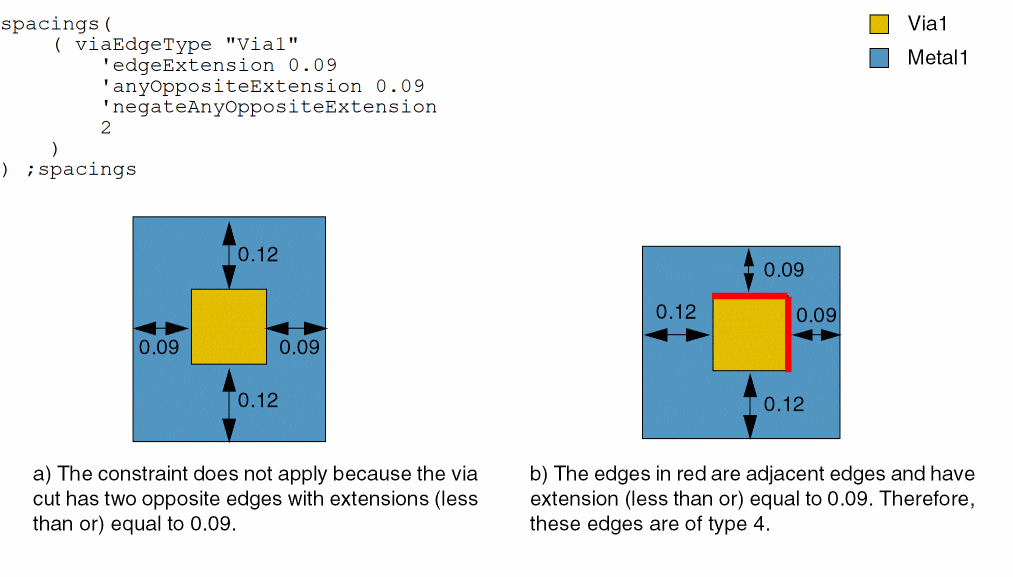 spacings(
( viaEdgeType "Via1"
'edgeExtension 0.09
'anyOppositeExtension 0.09
'negateAnyOppositeExtension
2
)
) ;spacings
Via1
Metal1
0.12
0.09
0.09
0.12
0.09
0.12
0.09
0.12
a) The constraint does not apply because the via
cut has two opposite edges with extensions (less
than or) equal to 0.09.
b) The edges in red are adjacent edges and have
extension (less than or) equal to 0.09. Therefore,
these edges are of type 4.